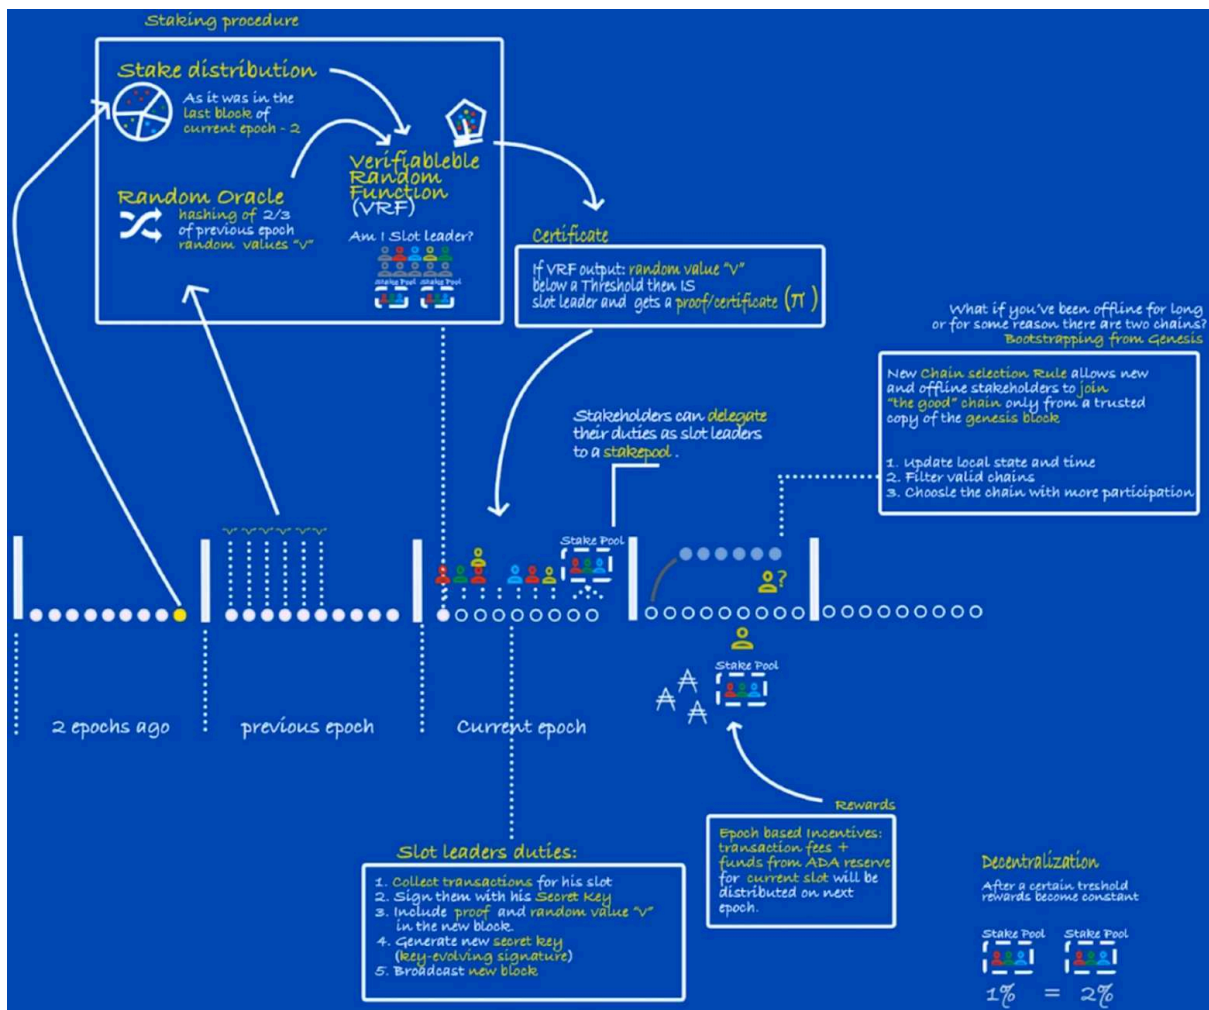 Staking procedure
Stake distribution
As it was in the
last block of
current epoch - 2
Random Oracle
hashing of 2/3
of previous epoch
random values "v"
Verifiableble
Random
Function
(VRF)
Am I Slot leader?
Stake Pool
Stake Pool
Certificate
If VRF output: random value "v"
below a Threshold then IS
slot leader and gets a proof/certificate (π)
What if you've been offline for long
or for some reason there are two chains?
Bootstrapping from Genesis
New Chain selection Rule allows new
and offline stakeholders to join
"the good" chain only from a trusted
copy of the genesis block
1. Update local state and time
2. Filter valid chains
3. Choosle the chain with more participation
Stakeholders can delegate
their duties as slot leaders
to a stakepool .
Stake Pool
?
Stake Pool
2 epochs ago
previous epoch
Current epoch
Slot leaders duties:
1. Collect transactions for his slot
2. Sign them with his Secret Key
3. Include proof and random value "v"
in the new block.
4. Generate new secret key
(key-evolving signature)
5. Broadcast new block
Rewards
Epoch based Incentives:
transaction fees +
funds from ADA reserve
for current slot will be
distributed on next
epoch.
Decentralization
After a certain treshold
rewards become constant
Stake Pool
Stake Pool
1% = 2%